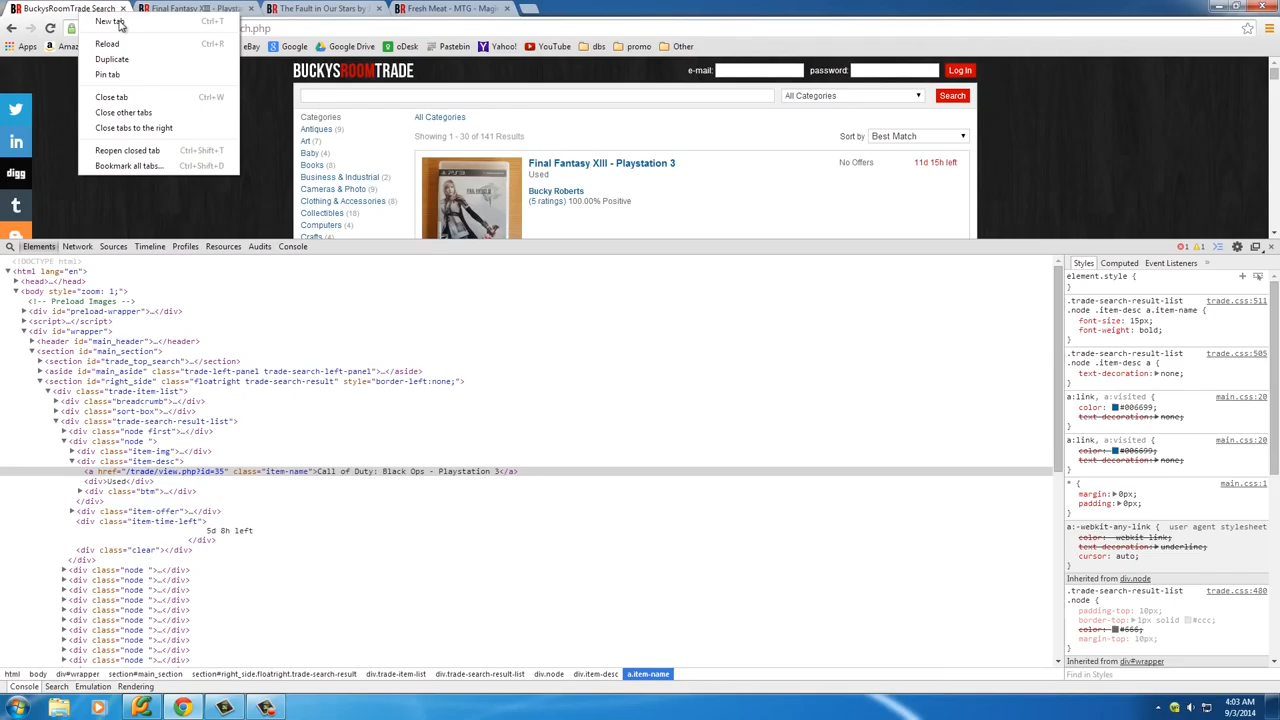 BuckysRoomTrade Search
Final Fantasy XIII - Playst
The Fault in Our Stars by J
Fresh Meat - MTG - Magi
New tab Ctrl+T
Reload Ctrl+R
Duplicate
Pin tab
Close tab Ctrl+W
Close other tabs
Close tabs to the right
Reopen closed tab Ctrl+Shift+T
Bookmark all tabs... Ctrl+Shift+D
ch.php
Apps Amaz eBay Google Google Drive oDesk Pastebin Yahoo! YouTube dbs promo Other
BUCKYSROOMTRADE
e-mail: password: Log In
All Categories Search
Categories
Antiques (9)
Art (7)
Baby (4)
Books (8)
Business & Industrial (2)
Cameras & Photo (9)
Clothing & Accessories (8)
Collectibles (18)
Computers (4)
Crafts (4)
All Categories
Showing 1 - 30 of 141 Results
Sort by Best Match
Final Fantasy XIII - Playstation 3
Used
Bucky Roberts
(5 ratings) 100.00% Positive
No Offers
11d 15h left
in
digg
t
Elements Network Sources Timeline Profiles Resources Audits Console
1 1
<!DOCTYPE html>
<html lang="en">
<head>…</head>
<body style="zoom: 1;">
<!-- Preload Images -->
<div id="preload-wrapper">…</div>
<script>…</script>
<div id="wrapper">
<header id="main_header">…</header>
<section id="main_section">
<section id="trade_top_search">…</section>
<aside id="main_aside" class="trade-left-panel trade-search-left-panel">…</aside>
<section id="right_side" class="floatright trade-search-result" style="border-left:none;">
<div class="trade-item-list">
<div class="breadcrumb">…</div>
<div class="sort-box">…</div>
<div class="trade-search-result-list">
<div class="node first">…</div>
<div class="node ">
<div class="item-img">…</div>
<div class="item-desc">
<a href="/trade/view.php?id=35" class="item-name">Call of Duty: Black Ops - Playstation 3</a>
<div>Used</div>
<div class="btm">…</div>
</div>
<div class="item-offer">…</div>
<div class="item-time-left">
5d 8h left
</div>
<div class="clear">…</div>
</div>
<div class="node ">…</div>
<div class="node ">…</div>
<div class="node ">…</div>
<div class="node ">…</div>
<div class="node ">…</div>
<div class="node ">…</div>
<div class="node ">…</div>
<div class="node ">…</div>
<div class="node ">…</div>
<div class="node ">…</div>
Styles Computed Event Listeners »
element.style {
}
.trade-search-result-list trade.css:511
.node .item-desc a.item-name {
font-size: 15px;
font-weight: bold;
}
.trade-search-result-list trade.css:505
.node .item-desc a {
text-decoration: none;
}
a:link, a:visited { main.css:20
color: #006699;
text-decoration: none;
}
a:link, a:visited { main.css:20
color: #006699;
text-decoration: none;
}
* { main.css:1
margin: 0px;
padding: 0px;
}
a:-webkit-any-link { user agent stylesheet
color: -webkit-link;
text-decoration: underline;
cursor: auto;
}
Inherited from div.node
.trade-search-result-list trade.css:480
.node {
padding-top: 10px;
border-top: 1px solid #ccc;
color: #666;
margin-top: 10px;
}
Inherited from div#wrapper
Find in Styles
html body div#wrapper section#main_section section#right_side.floatright.trade-search-result div.trade-item-list div.trade-search-result-list div.node div.item-desc a.item-name
Console Search Emulation Rendering
4:03 AM
9/3/2014